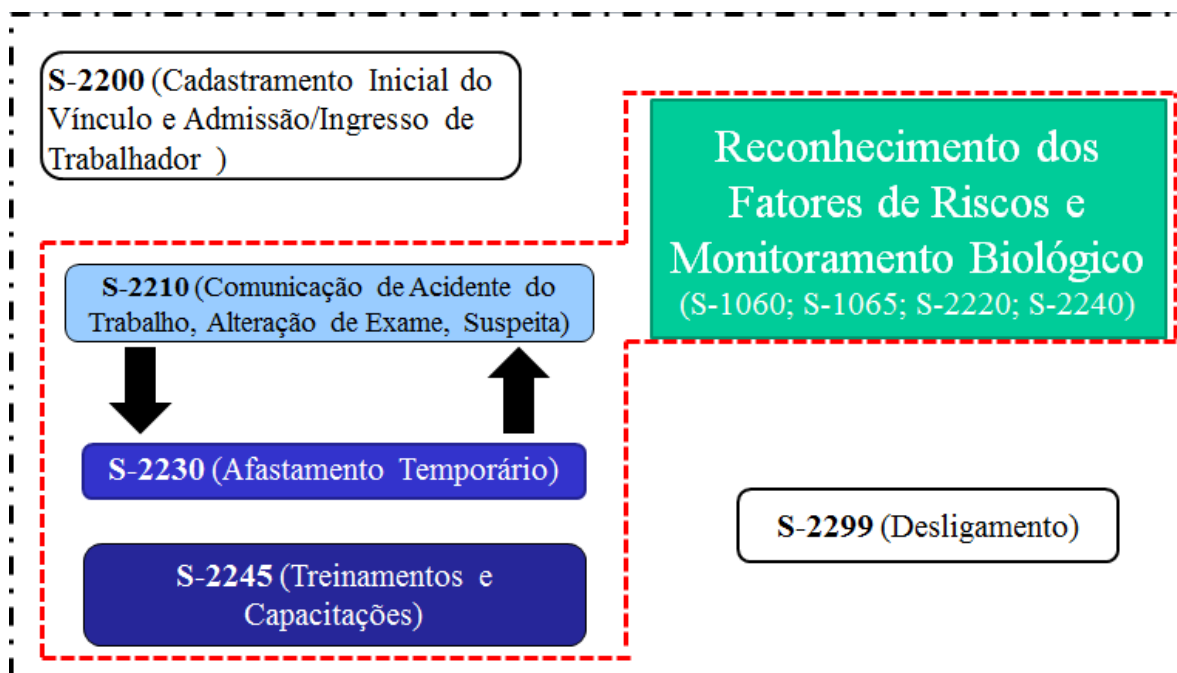 S-2200 (Cadastramento Inicial do
Vínculo e Admissão/Ingresso de
Trabalhador )
Reconhecimento dos
Fatores de Riscos e
Monitoramento Biológico
(S-1060; S-1065; S-2220; S-2240)
S-2210 (Comunicação de Acidente do
Trabalho, Alteração de Exame, Suspeita)
S-2230 (Afastamento Temporário)
S-2245 (Treinamentos e
Capacitações)
S-2299 (Desligamento)